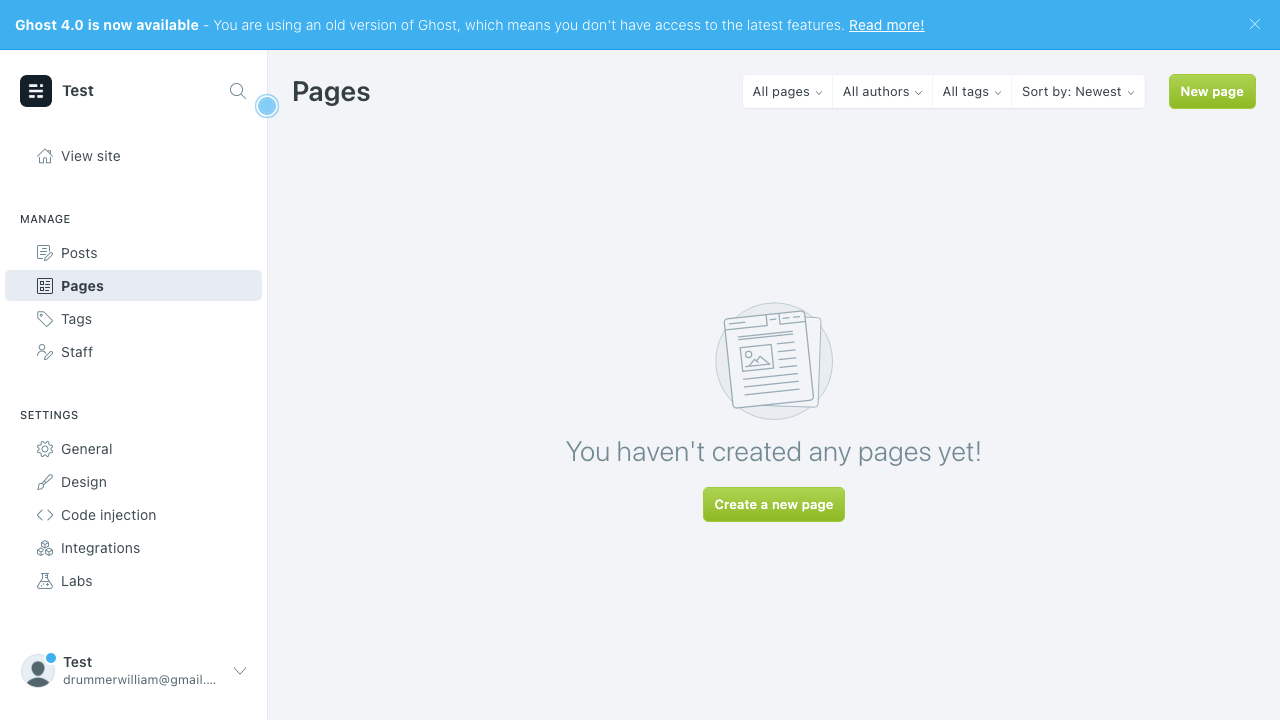 Ghost 4.0 is now available - You are using an old version of Ghost, which means you don't have access to the latest features. Read more!
Test
Pages
All pages
All authors
All tags
Sort by: Newest
New page
View site
MANAGE
Posts
Pages
Tags
Staff
SETTINGS
General
Design
Code injection
Integrations
Labs
You haven't created any pages yet!
Create a new page
Test
drummerwilliam@gmail....